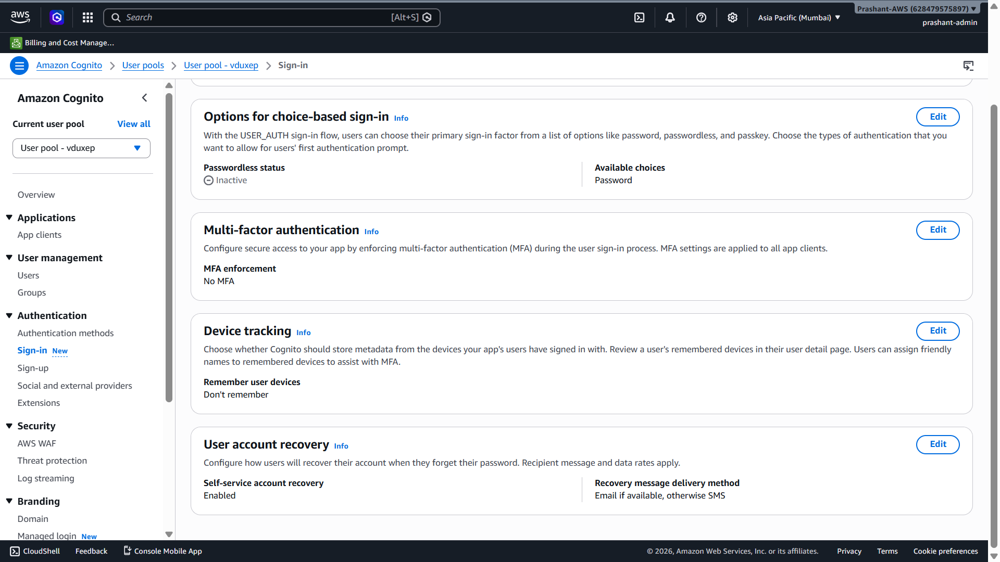 aws
Search
[Alt+S]
Asia Pacific (Mumbai)
Prashant-AWS (628479575897)
prashant-admin
Billing and Cost Manage...
Amazon Cognito
User pools
User pool - vduxep
Sign-in
Amazon Cognito
Current user pool
View all
User pool - vduxep
Overview
Applications
App clients
User management
Users
Groups
Authentication
Authentication methods
Sign-in New
Sign-up
Social and external providers
Extensions
Security
AWS WAF
Threat protection
Log streaming
Branding
Domain
Managed login New
Options for choice-based sign-in Info
Edit
With the USER_AUTH sign-in flow, users can choose their primary sign-in factor from a list of options like password, passwordless, and passkey. Choose the types of authentication that you
want to allow for users' first authentication prompt.
Passwordless status
Inactive
Available choices
Password
Multi-factor authentication Info
Edit
Configure secure access to your app by enforcing multi-factor authentication (MFA) during the user sign-in process. MFA settings are applied to all app clients.
MFA enforcement
No MFA
Device tracking Info
Edit
Choose whether Cognito should store metadata from the devices your app's users have signed in with. Review a user's remembered devices in their user detail page. Users can assign friendly
names to remembered devices to assist with MFA.
Remember user devices
Don't remember
User account recovery Info
Edit
Configure how users will recover their account when they forget their password. Recipient message and data rates apply.
Self-service account recovery
Enabled
Recovery message delivery method
Email if available, otherwise SMS
CloudShell
Feedback
Console Mobile App
© 2026, Amazon Web Services, Inc. or its affiliates.
Privacy
Terms
Cookie preferences